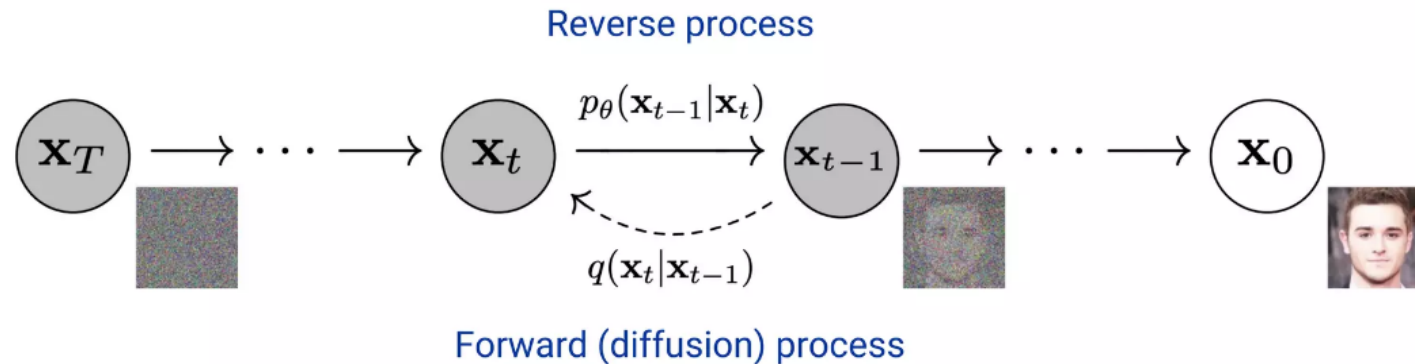 Reverse process
p_θ(x_{t−1}|x_t)
x_T → ··· → x_t → x_{t−1} → ··· → x_0
q(x_t|x_{t−1})
Forward (diffusion) process